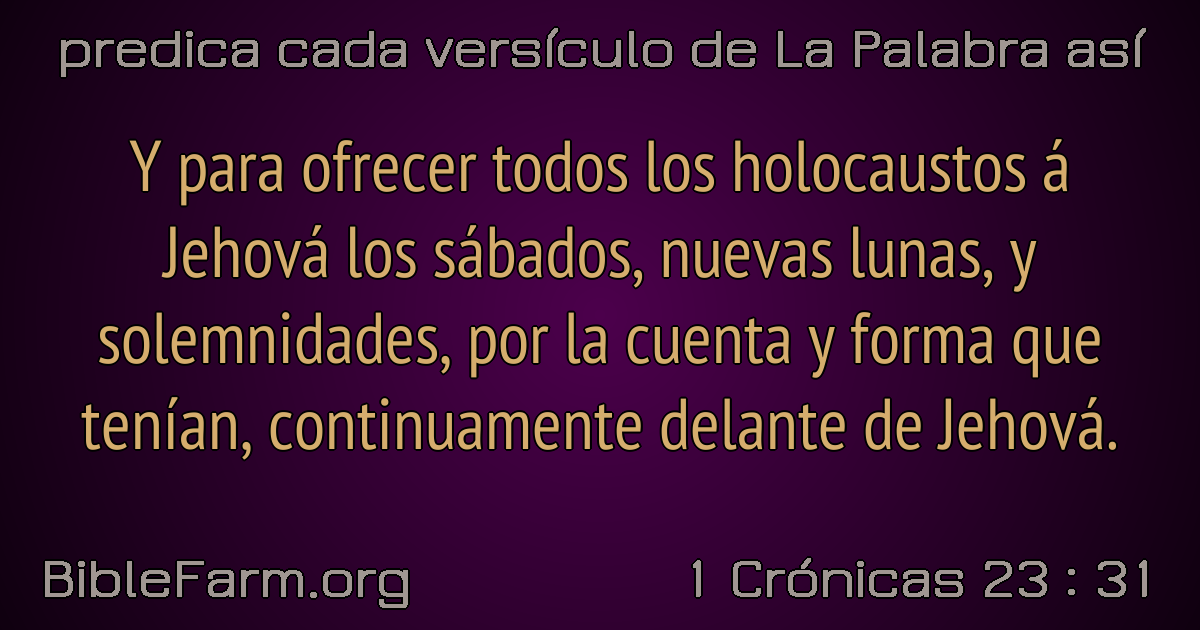 predica cada versículo de La Palabra así
Y para ofrecer todos los holocaustos á
Jehová los sábados, nuevas lunas, y
solemnidades, por la cuenta y forma que
tenían, continuamente delante de Jehová.
BibleFarm.org
1 Crónicas 23 : 31